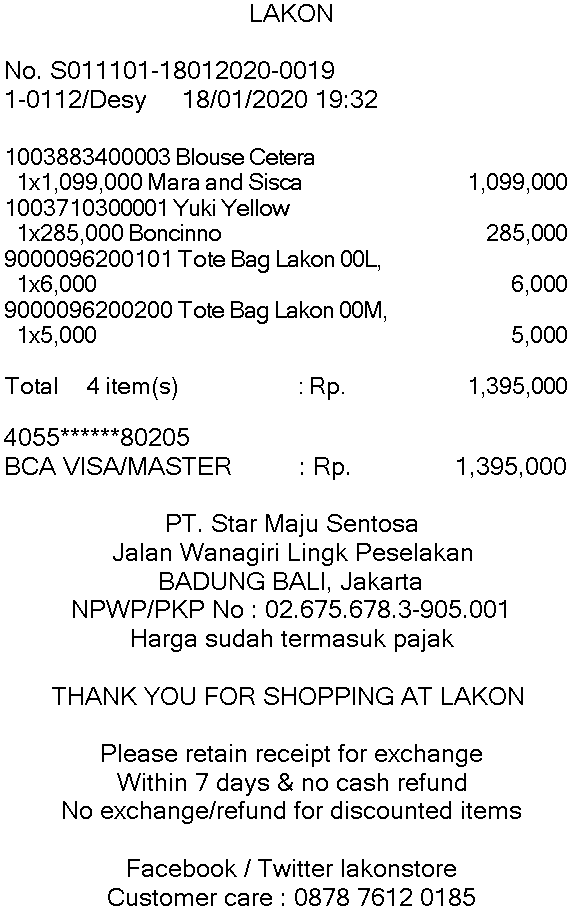 LAKON
No. S011101-18012020-0019
1-0112/Desy 18/01/2020 19:32
1003883400003 Blouse Cetera
1x1,099,000 Mara and Sisca 1,099,000
1003710300001 Yuki Yellow
1x285,000 Boncinno 285,000
9000096200101 Tote Bag Lakon 00L,
1x6,000 6,000
9000096200200 Tote Bag Lakon 00M,
1x5,000 5,000
Total 4 item(s) : Rp. 1,395,000
4055******80205
BCA VISA/MASTER : Rp. 1,395,000
PT. Star Maju Sentosa
Jalan Wanagiri Lingk Peselakan
BADUNG BALI, Jakarta
NPWP/PKP No : 02.675.678.3-905.001
Harga sudah termasuk pajak
THANK YOU FOR SHOPPING AT LAKON
Please retain receipt for exchange
Within 7 days & no cash refund
No exchange/refund for discounted items
Facebook / Twitter lakonstore
Customer care : 0878 7612 0185